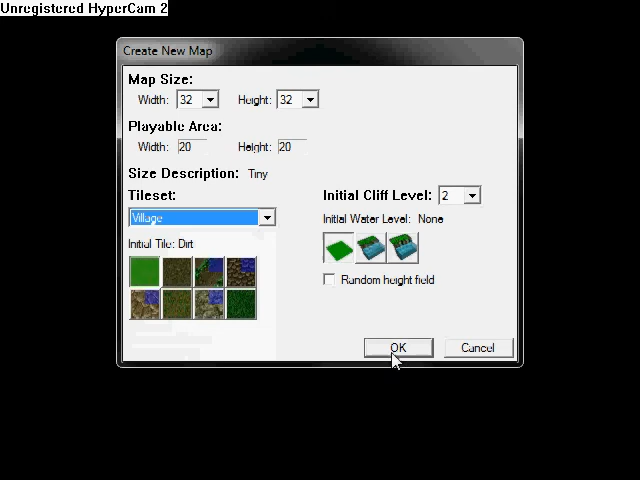 Unregistered HyperCam 2
Create New Map
Map Size:
Width: 32 Height: 32
Playable Area:
Width: 20 Height: 20
Size Description: Tiny
Tileset: Initial Cliff Level: 2
Village Initial Water Level: None
Initial Tile: Dirt
Random height field
OK Cancel